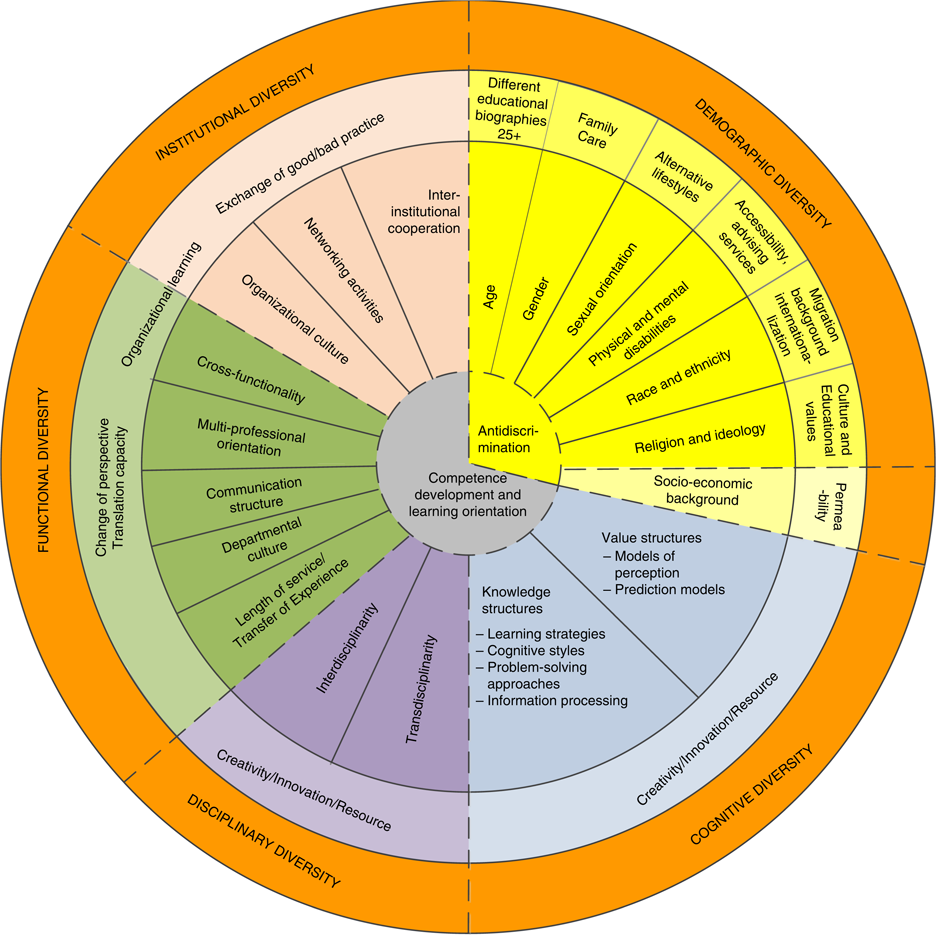 INSTITUTIONAL DIVERSITY
DEMOGRAPHIC DIVERSITY
FUNCTIONAL DIVERSITY
DISCIPLINARY DIVERSITY
COGNITIVE DIVERSITY
Exchange of good/bad practice
Organizational learning
Inter-
institutional
cooperation
Networking activities
Organizational culture
Different
educational
biographies
25+
Family
Care
Alternative
lifestyles
Accessibility,
advising
services
Migration
background
internationa-
lization
Culture and
Educational
values
Permea
-bility
Age
Gender
Sexual orientation
Physical and mental
disabilities
Race and ethnicity
Religion and ideology
Socio-economic
background
Antidiscri-
mination
Competence
development and
learning orientation
Change of perspective
Translation capacity
Cross-functionality
Multi-professional
orientation
Communication
structure
Departmental
culture
Length of service/
Transfer of Experience
Interdisciplinarity
Transdisciplinarity
Creativity/Innovation/Resource
Value structures
– Models of
perception
– Prediction models
Knowledge
structures
– Learning strategies
– Cognitive styles
– Problem-solving
approaches
– Information processing
Creativity/Innovation/Resource